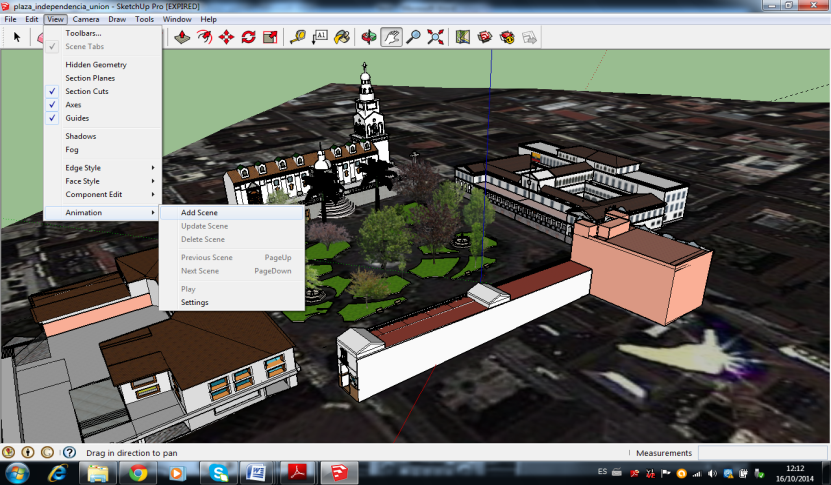 plaza_independencia_union - SketchUp Pro [EXPIRED]
File Edit View Camera Draw Tools Window Help
Toolbars...
Scene Tabs
Hidden Geometry
Section Planes
Section Cuts
Axes
Guides
Shadows
Fog
Edge Style
Face Style
Component Edit
Animation
Add Scene
Update Scene
Delete Scene
Previous Scene PageUp
Next Scene PageDown
Play
Settings
Drag in direction to pan
Measurements
ES
12:12
16/10/2014